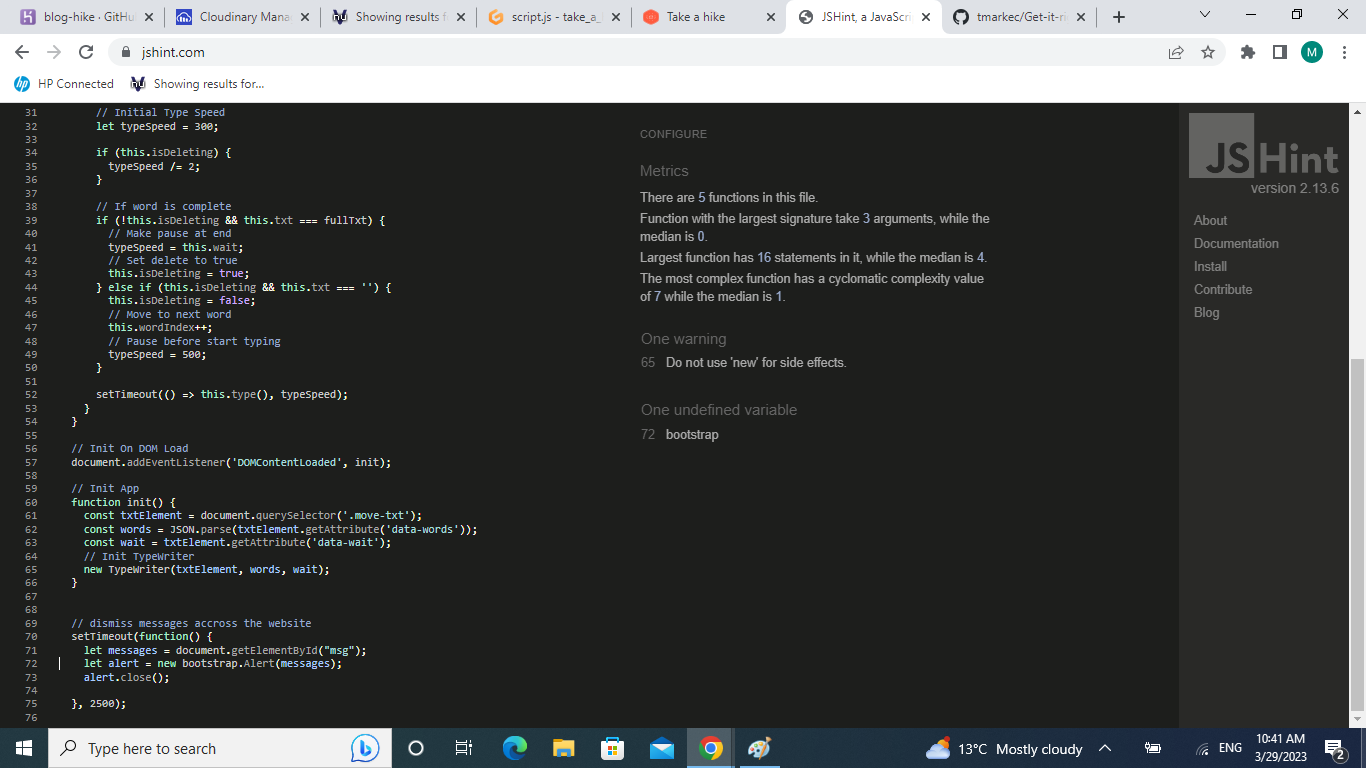 blog-hike · GitHu
Cloudinary Mana
Showing results f
script.js - take_a_
Take a hike
JSHint, a JavaScri
tmarkec/Get-it-ri
jshint.com
M
hp HP Connected
Showing results for...
31 // Initial Type Speed
32 let typeSpeed = 300;
33
34 if (this.isDeleting) {
35 typeSpeed /= 2;
36 }
37
38 // If word is complete
39 if (!this.isDeleting && this.txt === fullTxt) {
40 // Make pause at end
41 typeSpeed = this.wait;
42 // Set delete to true
43 this.isDeleting = true;
44 } else if (this.isDeleting && this.txt === '') {
45 this.isDeleting = false;
46 // Move to next word
47 this.wordIndex++;
48 // Pause before start typing
49 typeSpeed = 500;
50 }
51
52 setTimeout(() => this.type(), typeSpeed);
53 }
54 }
55
56 // Init On DOM Load
57 document.addEventListener('DOMContentLoaded', init);
58
59 // Init App
60 function init() {
61 const txtElement = document.querySelector('.move-txt');
62 const words = JSON.parse(txtElement.getAttribute('data-words'));
63 const wait = txtElement.getAttribute('data-wait');
64 // Init TypeWriter
65 new TypeWriter(txtElement, words, wait);
66 }
67
68
69 // dismiss messages accross the website
70 setTimeout(function() {
71 let messages = document.getElementById("msg");
72 let alert = new bootstrap.Alert(messages);
73 alert.close();
74
75 }, 2500);
76
CONFIGURE
Metrics
There are 5 functions in this file.
Function with the largest signature take 3 arguments, while the
median is 0.
Largest function has 16 statements in it, while the median is 4.
The most complex function has a cyclomatic complexity value
of 7 while the median is 1.
One warning
65 Do not use 'new' for side effects.
One undefined variable
72 bootstrap
JSHint
version 2.13.6
About
Documentation
Install
Contribute
Blog
Type here to search
13°C Mostly cloudy
ENG
10:41 AM
3/29/2023
2